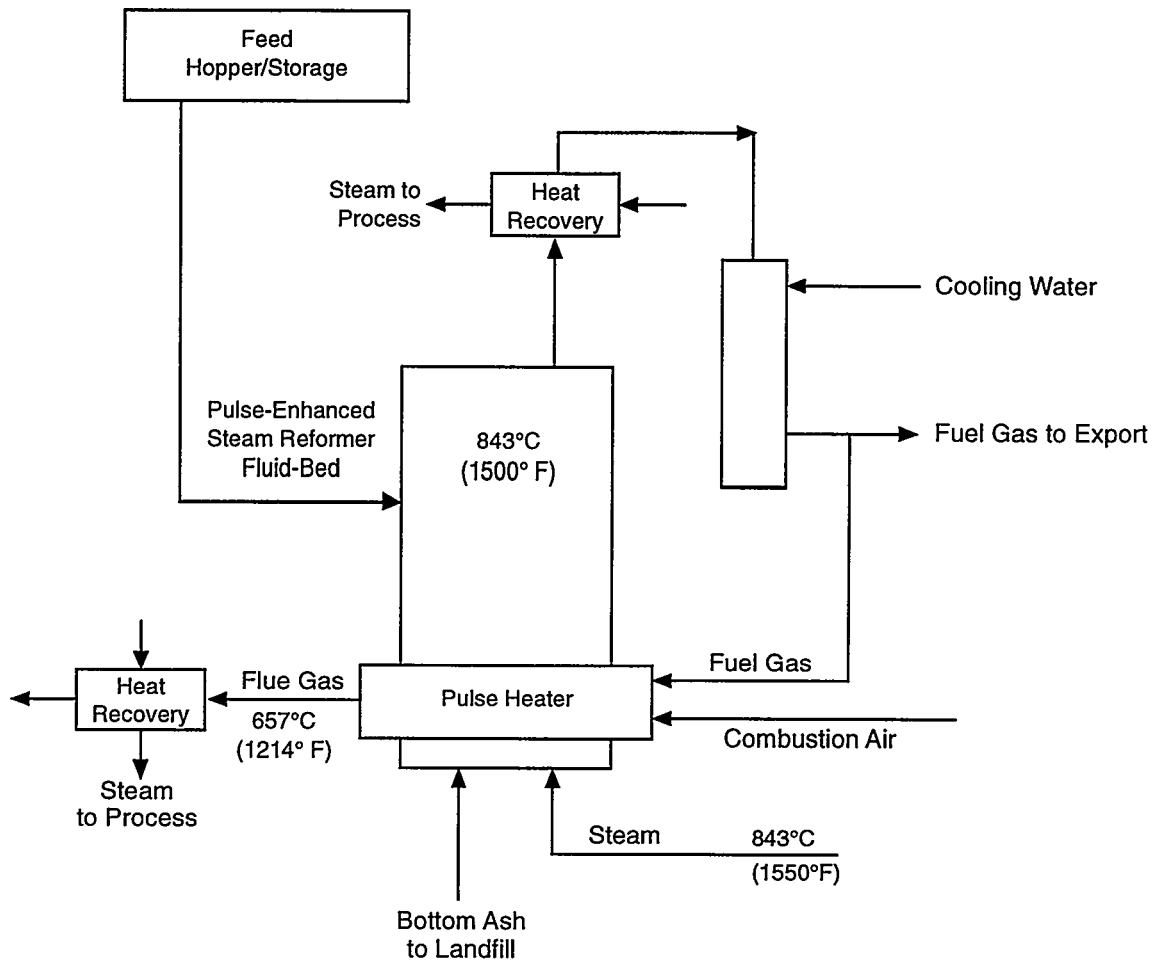 Feed
Hopper/Storage
Steam to
Process
Heat
Recovery
Cooling Water
Pulse-Enhanced
Steam Reformer
Fluid-Bed
843°C
(1500° F)
Fuel Gas to Export
Heat
Recovery
Flue Gas
657°C
(1214° F)
Pulse Heater
Fuel Gas
Combustion Air
Steam
to Process
Steam
843°C
(1550°F)
Bottom Ash
to Landfill